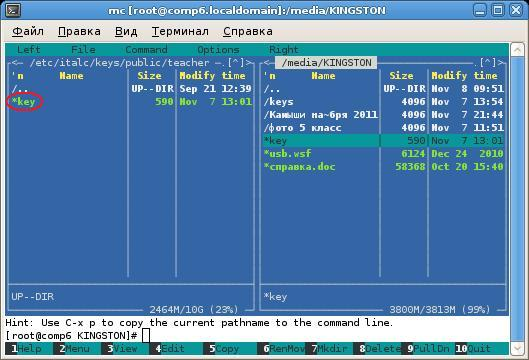 mc [root@comp6.localdomain]:/media/KINGSTON
Файл Правка Вид Терминал Справка
Left File Command Options Right
/etc/italc/keys/public/teacher .[^] /media/KINGSTON .[^]
'n Name Size Modify time 'n Name Size Modify time
/.. UP--DIR Sep 21 12:39 /.. UP--DIR Nov 8 09:51
*key 590 Nov 7 13:01 /keys 4096 Nov 7 13:54
/Камыши на~бря 2011 4096 Nov 7 21:44
/фото 5 класс 4096 Nov 7 11:51
*key 590 Nov 7 13:01
*usb.wsf 6124 Dec 24 2010
*справка.doc 58368 Oct 20 15:40
UP--DIR *key
2464M/10G (23%) 3800M/3813M (99%)
Hint: Use C-x p to copy the current pathname to the command line.
[root@comp6 KINGSTON]#
1Help 2Menu 3View 4Edit 5Copy 6RenMov 7Mkdir 8Delete 9PullDn 10Quit